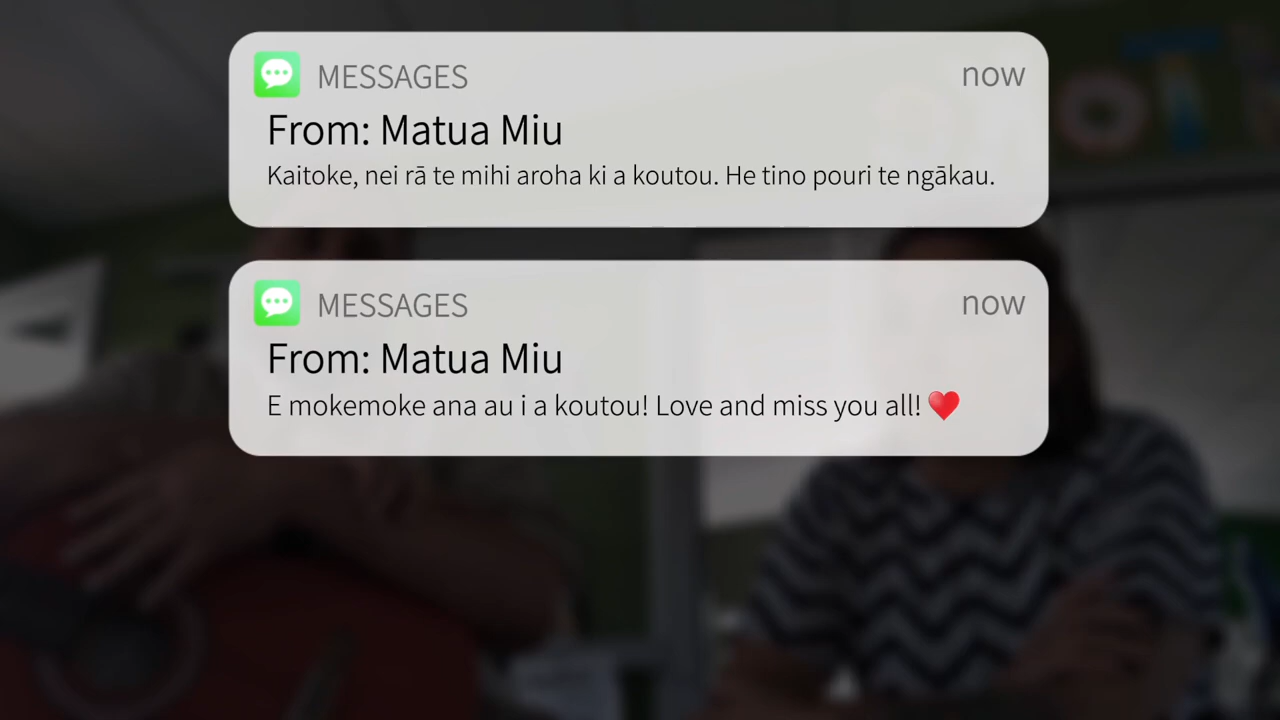 MESSAGES now
From: Matua Miu
Kaitoke, nei rā te mihi aroha ki a koutou. He tino pouri te ngākau.
MESSAGES now
From: Matua Miu
E mokemoke ana au i a koutou! Love and miss you all! ❤️